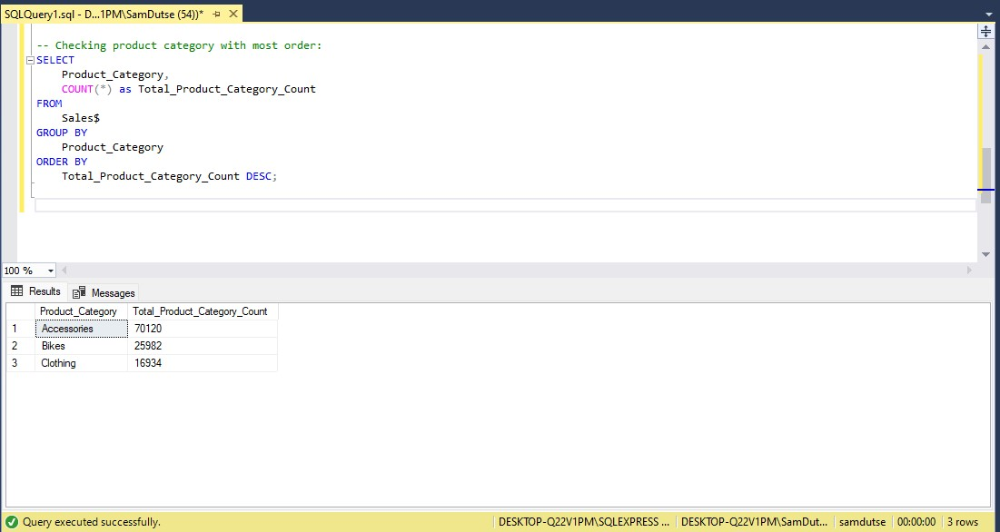 SQLQuery1.sql - D...1PM\SamDutse (54))*
-- Checking product category with most order:
SELECT
Product_Category,
COUNT(*) as Total_Product_Category_Count
FROM
Sales$
GROUP BY
Product_Category
ORDER BY
Total_Product_Category_Count DESC;
100 %
Results Messages
Product_Category Total_Product_Category_Count
1 Accessories 70120
2 Bikes 25982
3 Clothing 16934
Query executed successfully. DESKTOP-Q22V1PM\SQLEXPRESS ... DESKTOP-Q22V1PM\SamDut... samdutse 00:00:00 3 rows